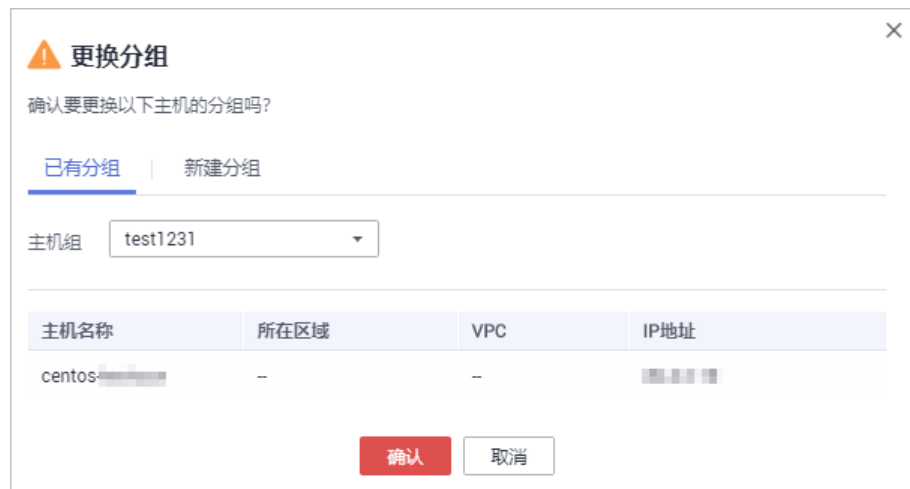 更换分组
确认要更换以下主机的分组吗?
已有分组 新建分组
主机组 test1231
主机名称 所在区域 VPC IP地址
centos- -- --
确认 取消